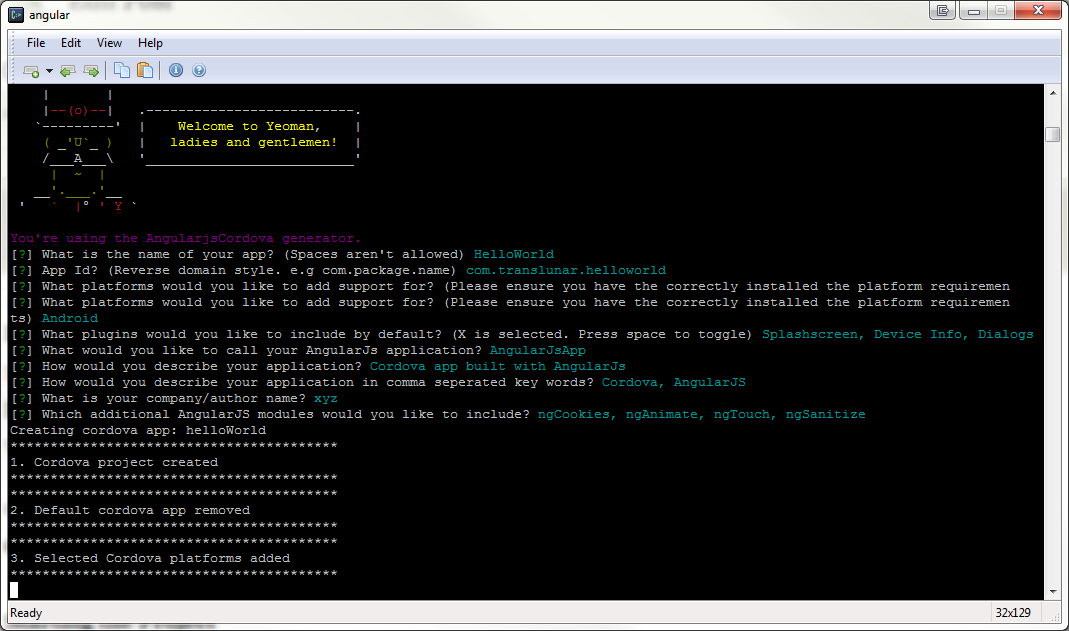 angular
File Edit View Help
Welcome to Yeoman,
ladies and gentlemen!
You're using the AngularjsCordova generator.
[?] What is the name of your app? (Spaces aren't allowed) HelloWorld
[?] App Id? (Reverse domain style. e.g com.package.name) com.translunar.helloworld
[?] What platforms would you like to add support for? (Please ensure you have the correctly installed the platform requiremen
[?] What platforms would you like to add support for? (Please ensure you have the correctly installed the platform requiremen
ts) Android
[?] What plugins would you like to include by default? (X is selected. Press space to toggle) Splashscreen, Device Info, Dialogs
[?] What would you like to call your AngularJs application? AngularJsApp
[?] How would you describe your application? Cordova app built with AngularJs
[?] How would you describe your application in comma seperated key words? Cordova, AngularJS
[?] What is your company/author name? xyz
[?] Which additional AngularJS modules would you like to include? ngCookies, ngAnimate, ngTouch, ngSanitize
Creating cordova app: helloWorld
*****************************************
1. Cordova project created
*****************************************
*****************************************
2. Default cordova app removed
*****************************************
*****************************************
3. Selected Cordova platforms added
*****************************************
Ready 32x129